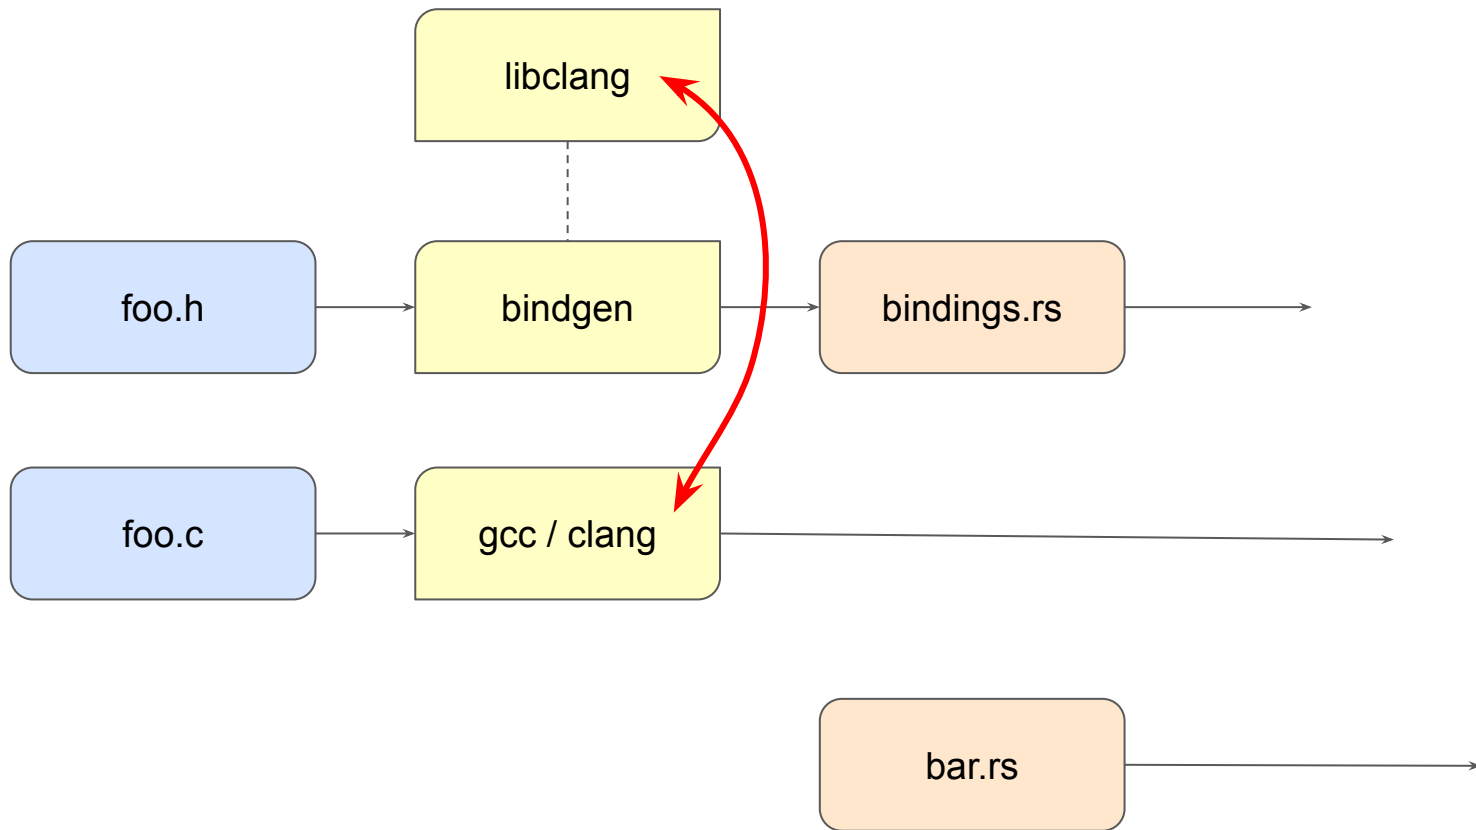 libclang
foo.h
bindgen
bindings.rs
foo.c
gcc / clang
bar.rs